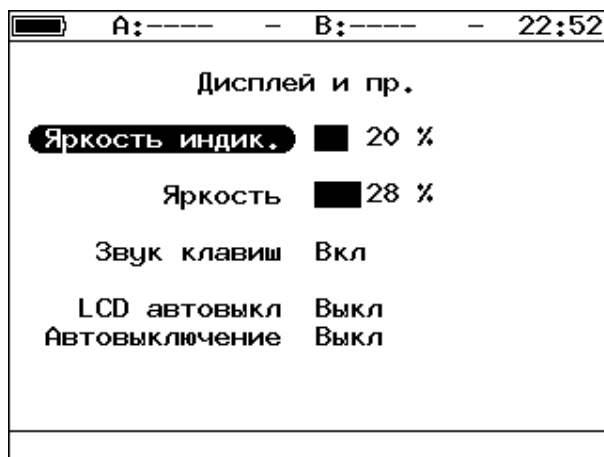 A:---- - B:---- - 22:52
Дисплей и пр.
Яркость индик. 20 %
Яркость 28 %
Звук клавиш Вкл
LCD автовыкл Выкл
Автовыключение Выкл